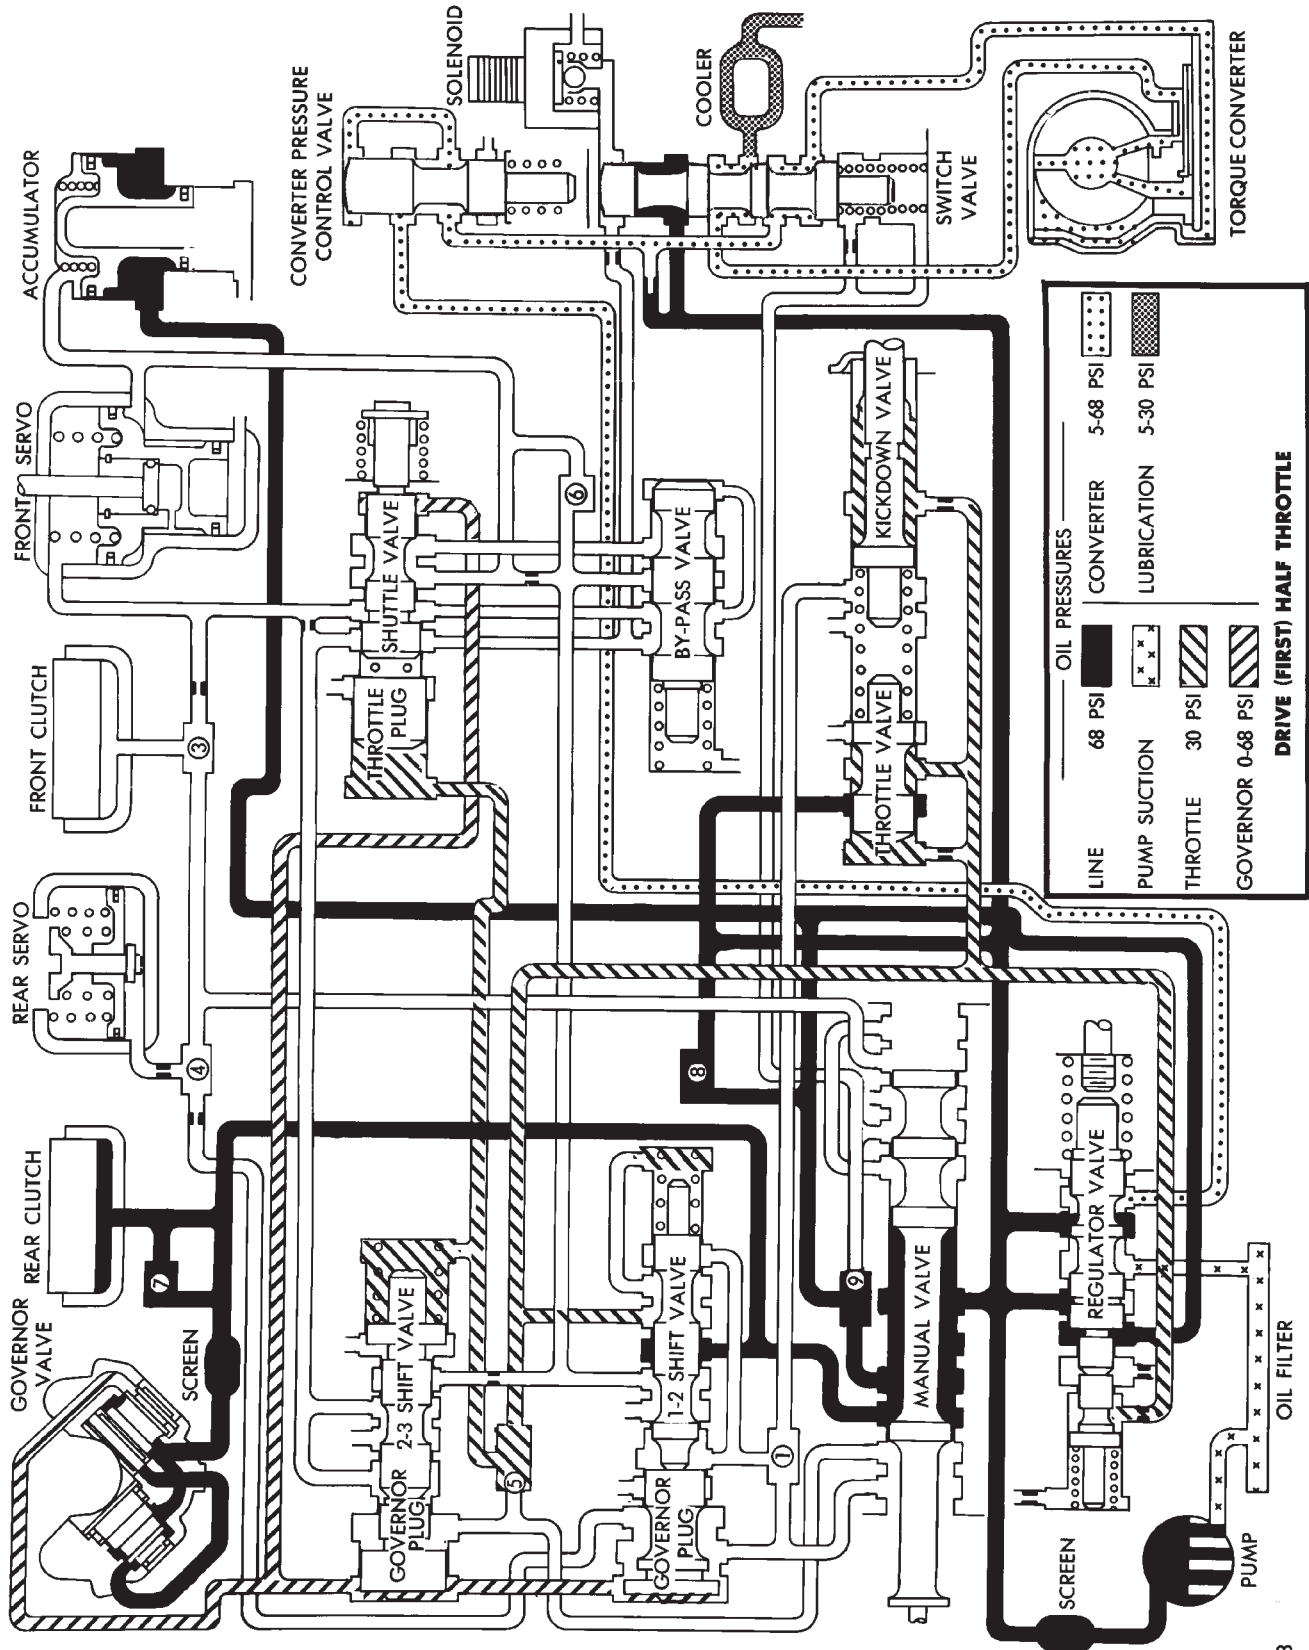 GOVERNOR
VALVE
REAR CLUTCH
REAR SERVO
FRONT CLUTCH
FRONT SERVO
ACCUMULATOR
SCREEN
7
4
3
CONVERTER PRESSURE
CONTROL VALVE
SOLENOID
GOVERNOR
PLUG
2-3 SHIFT VALVE
THROTTLE
PLUG
SHUTTLE VALVE
5
6
GOVERNOR
PLUG
1-2 SHIFT VALVE
8
BY-PASS VALVE
COOLER
1
9
THROTTLE VALVE
KICKDOWN VALVE
SWITCH
VALVE
MANUAL VALVE
REGULATOR VALVE
SCREEN
PUMP
OIL FILTER
TORQUE CONVERTER
OIL PRESSURES
LINE 68 PSI
CONVERTER 5-68 PSI
PUMP SUCTION
LUBRICATION 5-30 PSI
THROTTLE 30 PSI
GOVERNOR 0-68 PSI
DRIVE (FIRST) HALF THROTTLE